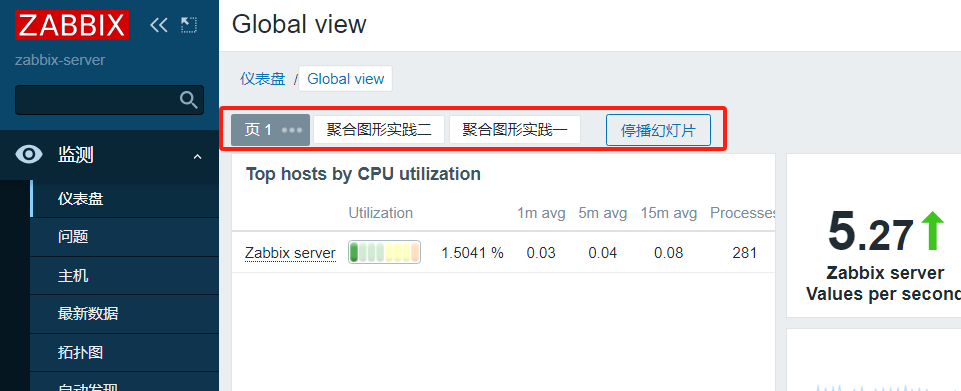 ZABBIX
zabbix-server
监测
仪表盘
问题
主机
最新数据
拓扑图
自动发现
Global view
仪表盘 / Global view
页 1 聚合图形实践二 聚合图形实践一 停播幻灯片
Top hosts by CPU utilization
Utilization 1m avg 5m avg 15m avg Processes
Zabbix server 1.5041 % 0.03 0.04 0.08 281
5.27
Zabbix server
Values per second